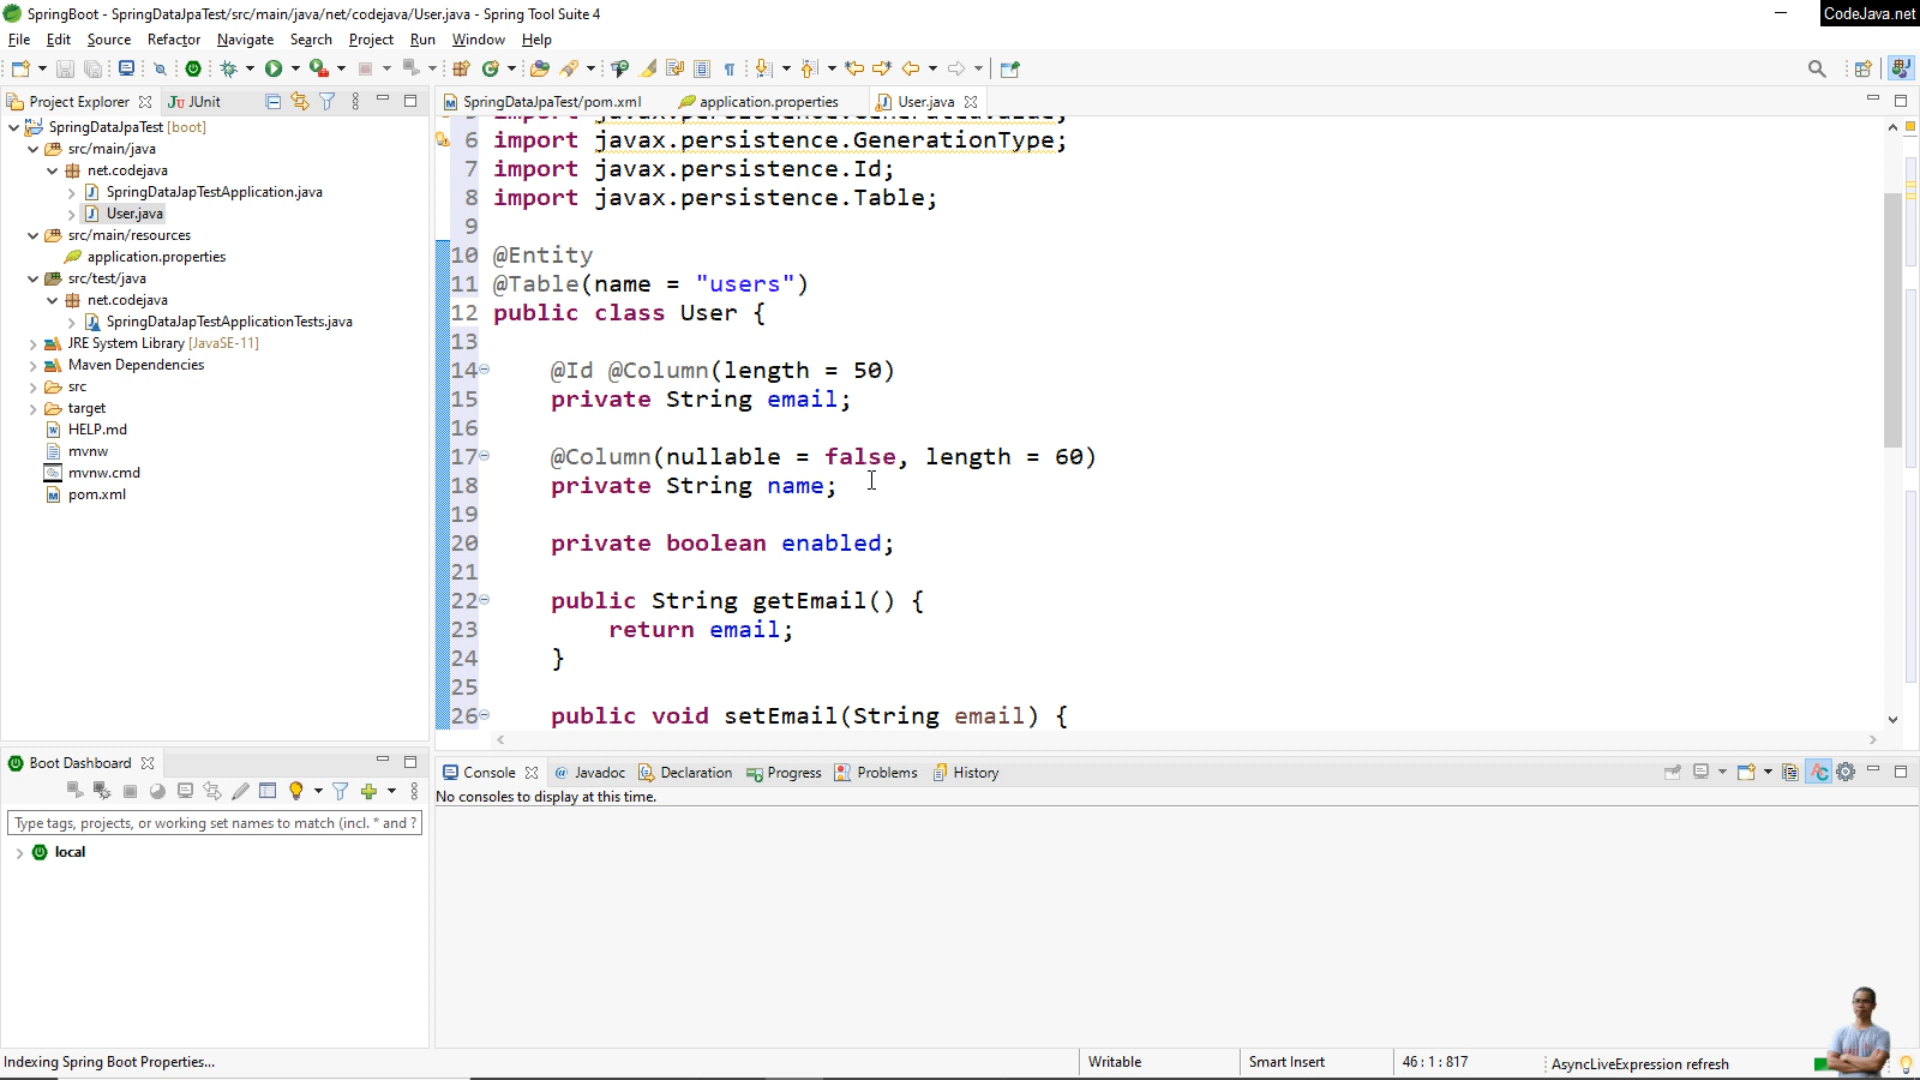 SpringBoot - SpringDataJpaTest/src/main/java/net/codejava/User.java - Spring Tool Suite 4
CodeJava.net
File Edit Source Refactor Navigate Search Project Run Window Help
Project Explorer
JUnit
SpringDataJpaTest/pom.xml
application.properties
User.java
SpringDataJpaTest [boot]
src/main/java
net.codejava
SpringDataJapTestApplication.java
User.java
src/main/resources
application.properties
src/test/java
net.codejava
SpringDataJapTestApplicationTests.java
JRE System Library [JavaSE-11]
Maven Dependencies
src
target
HELP.md
mvnw
mvnw.cmd
pom.xml
6 import javax.persistence.GenerationType;
7 import javax.persistence.Id;
8 import javax.persistence.Table;
9
10 @Entity
11 @Table(name = "users")
12 public class User {
13
14 @Id @Column(length = 50)
15 private String email;
16
17 @Column(nullable = false, length = 60)
18 private String name;
19
20 private boolean enabled;
21
22 public String getEmail() {
23 return email;
24 }
25
26 public void setEmail(String email) {
Boot Dashboard
Type tags, projects, or working set names to match (incl. * and ?
local
Console
@ Javadoc
Declaration
Progress
Problems
History
No consoles to display at this time.
Indexing Spring Boot Properties...
Writable
Smart Insert
46 : 1 : 817
AsyncLiveExpression refresh